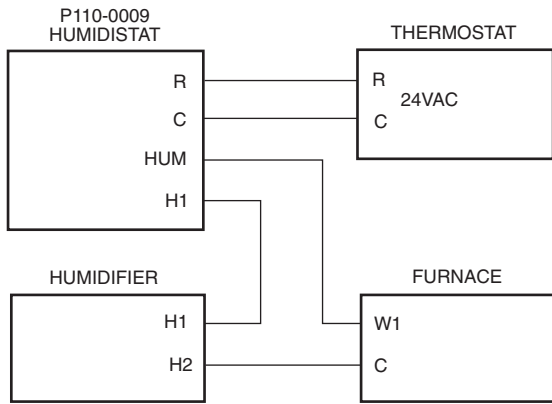 P110-0009
HUMIDISTAT
R
C
HUM
H1
THERMOSTAT
R
24VAC
C
HUMIDIFIER
H1
H2
FURNACE
W1
C